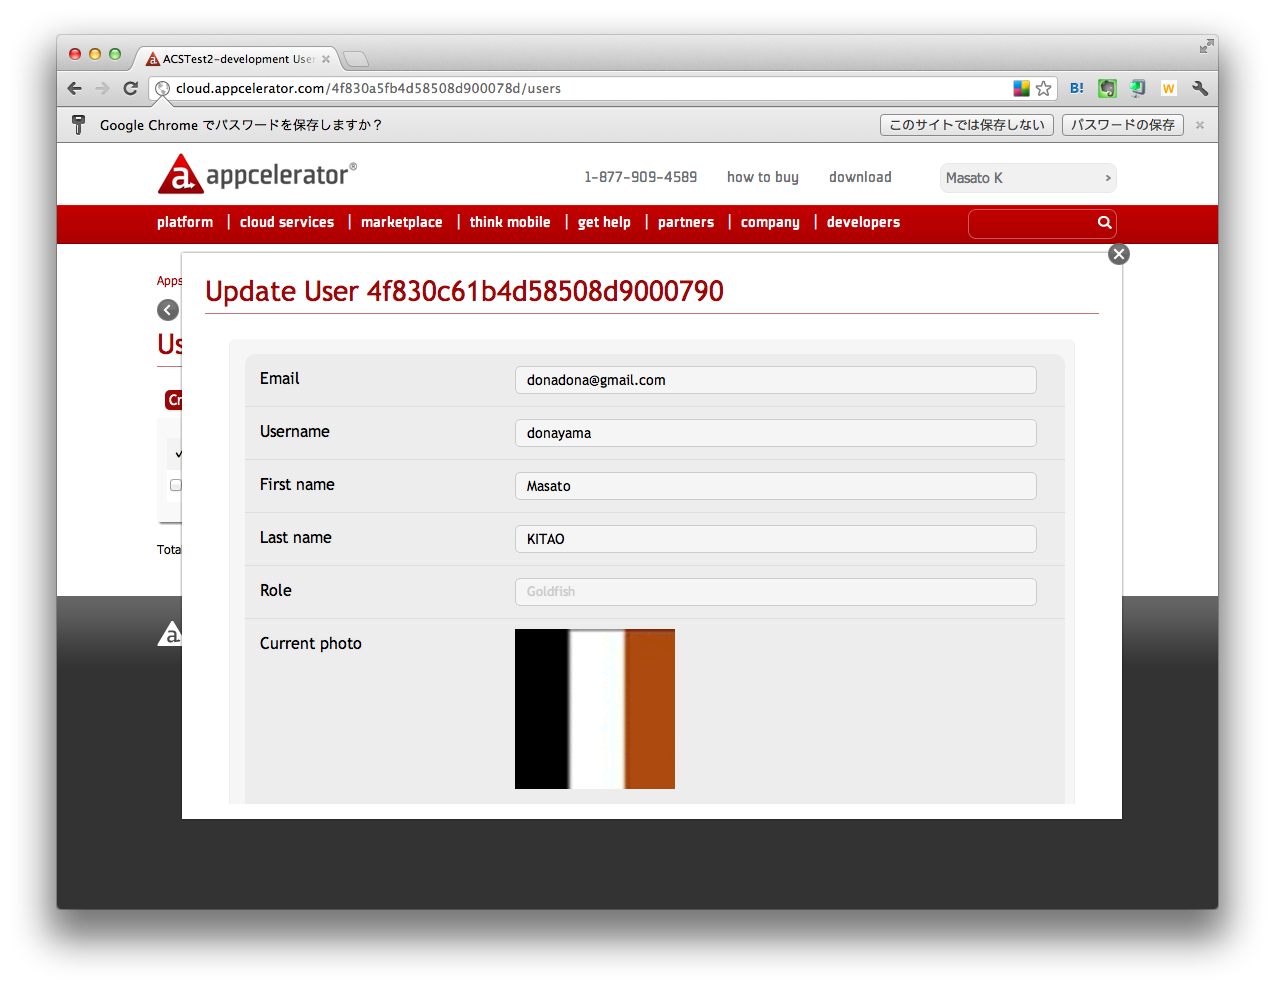 ACSTest2-development User
cloud.appcelerator.com/4f830a5fb4d58508d900078d/users
B!
W
Google Chrome でパスワードを保存しますか？
このサイトでは保存しない
パスワードの保存
a appcelerator®
1-877-909-4589
how to buy
download
Masato K
platform | cloud services | marketplace | think mobile | get help | partners | company | developers
Apps
Update User 4f830c61b4d58508d9000790
Us
Cr
Email
donadona@gmail.com
Username
donayama
First name
Masato
Last name
KITAO
Tota
Role
Goldfish
Current photo
a